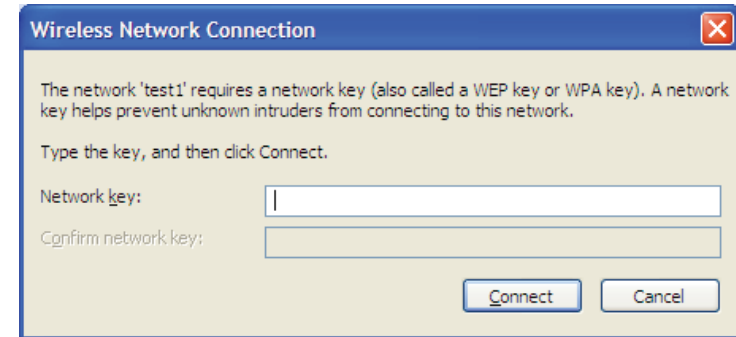 Wireless Network Connection
The network 'test1' requires a network key (also called a WEP key or WPA key). A network
key helps prevent unknown intruders from connecting to this network.
Type the key, and then click Connect.
Network key:
Confirm network key:
Connect Cancel